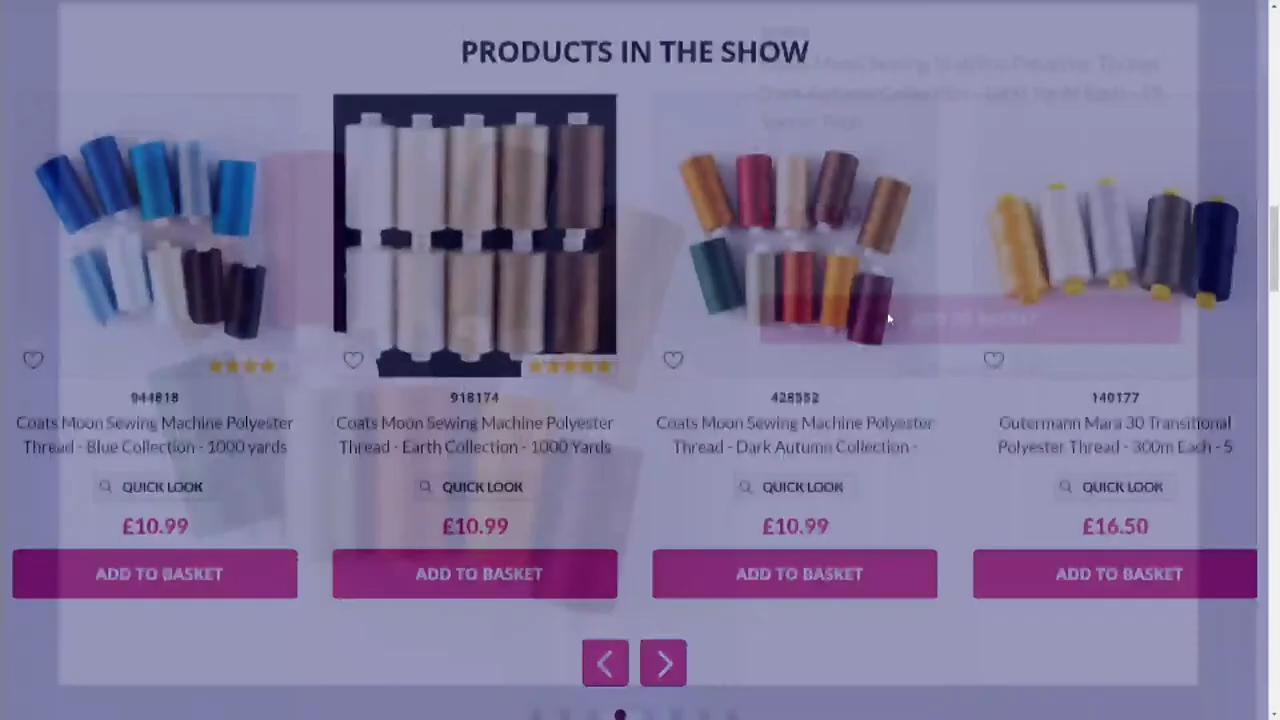 PRODUCTS IN THE SHOW
944818
Coats Moon Sewing Machine Polyester
Thread - Blue Collection - 1000 yards
QUICK LOOK
£10.99
ADD TO BASKET
918174
Coats Moon Sewing Machine Polyester
Thread - Earth Collection - 1000 Yards
QUICK LOOK
£10.99
ADD TO BASKET
428552
Coats Moon Sewing Machine Polyester
Thread - Dark Autumn Collection -
QUICK LOOK
£10.99
ADD TO BASKET
140177
Gutermann Mara 30 Transitional
Polyester Thread - 300m Each - 5
QUICK LOOK
£16.50
ADD TO BASKET